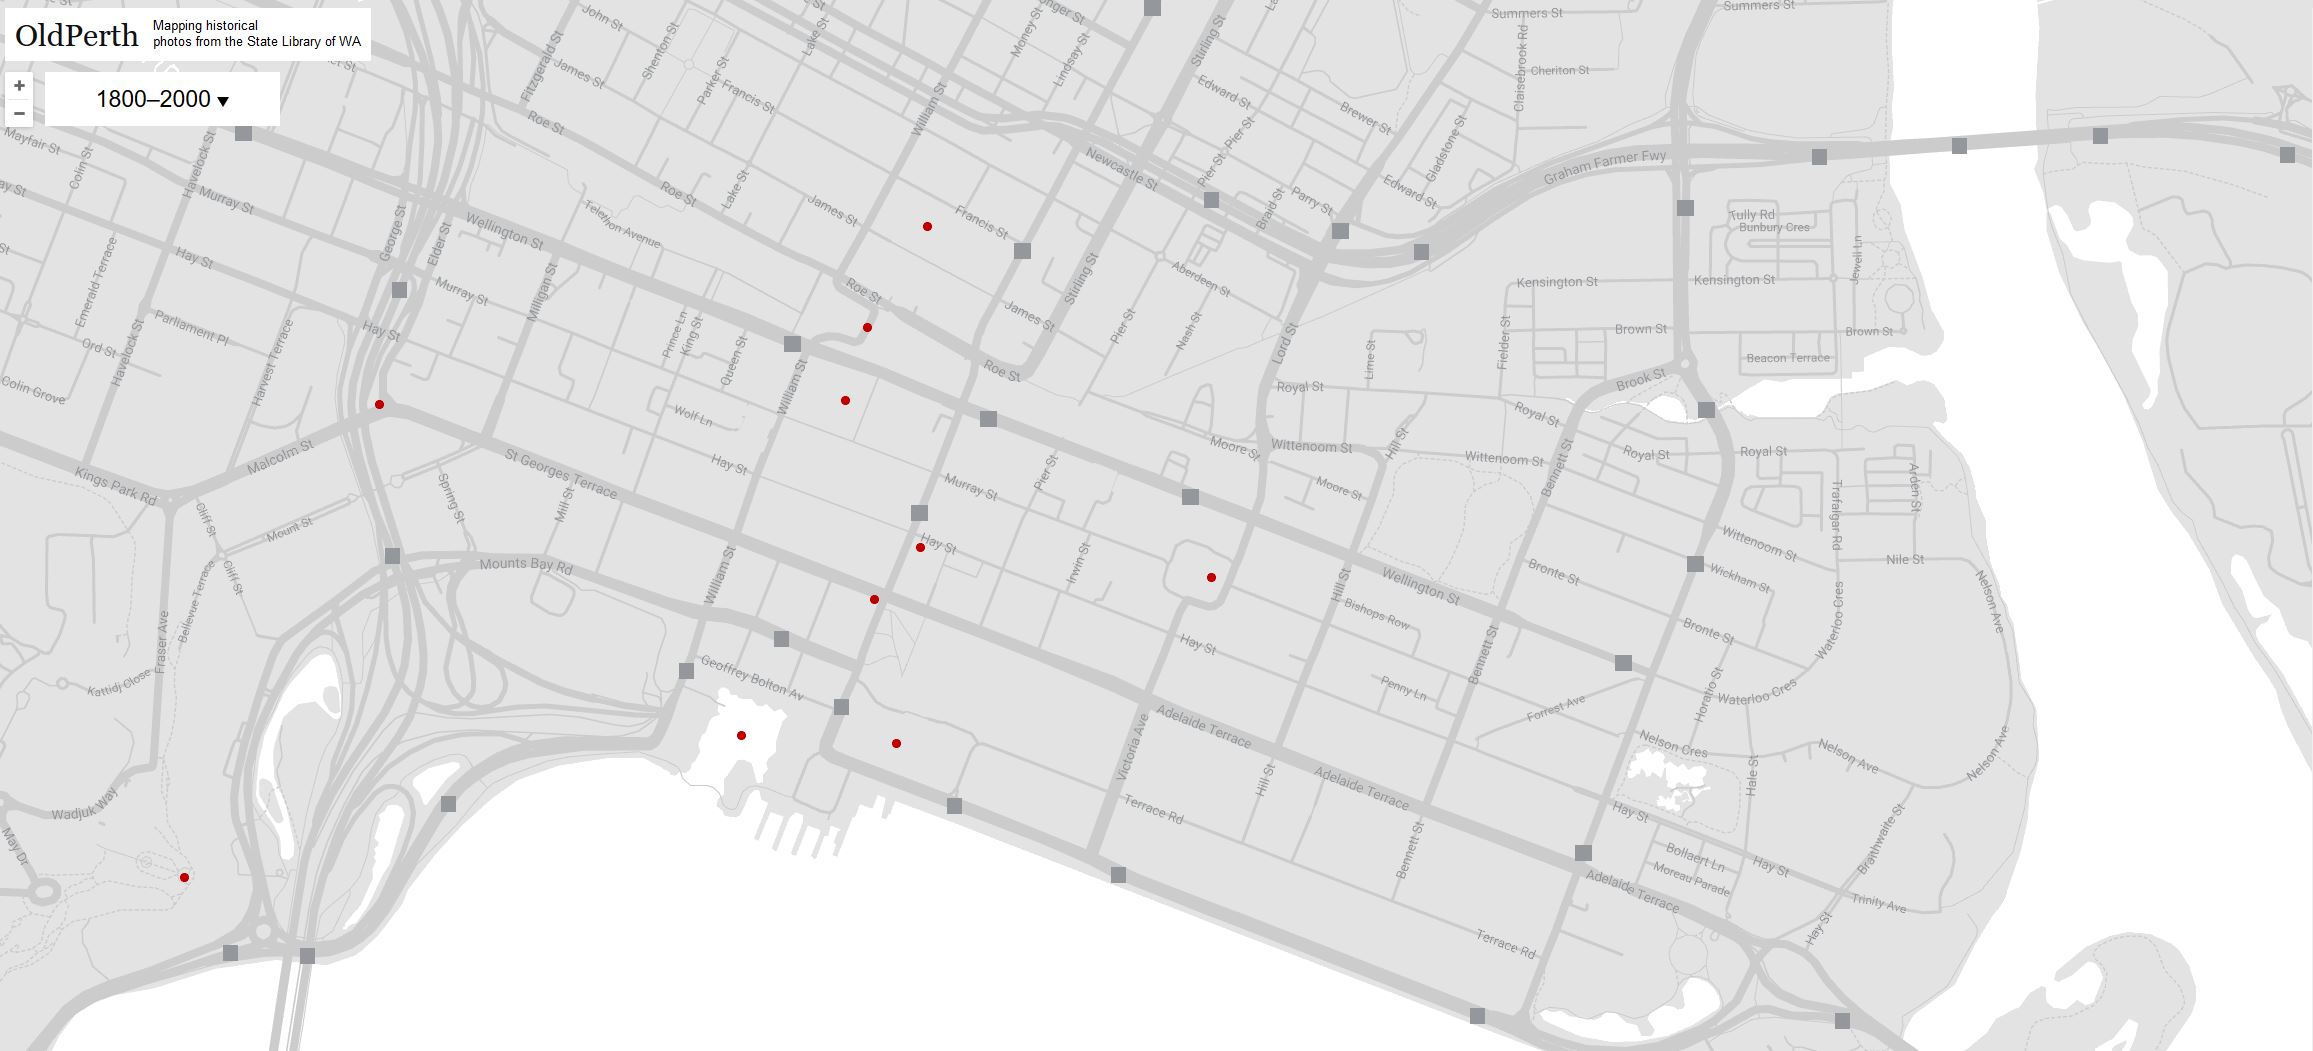 OldPerth
Mapping historical
photos from the State Library of WA
+
−
1800–2000 ▼
John St
James St
Fitzgerald St
Shenton St
Parker St
Lake St
Francis St
Roe St
Money St
Lindsay St
William St
Stirling St
Edward St
Brewer St
Summers St
Summers St
Claisebrook Rd
Cheriton St
Mayfair St
Colin St
Havelock St
Murray St
Hay St
George St
Elder St
Wellington St
Telethon Avenue
Roe St
Lake St
James St
Francis St
Newcastle St
Pier St
Pier St
Braid St
Parry St
Edward St
Gladstone St
Graham Farmer Fwy
Tully Rd
Bunbury Cres
Jewell Ln
Kensington St
Kensington St
Brown St
Brown St
Beacon Terrace
Brook St
Emerald Terrace
Parliament Pl
Ord St
Havelock St
Harvest Terrace
Colin Grove
Hay St
Murray St
Milligan St
Prince Ln
King St
Queen St
William St
Wolf Ln
Roe St
James St
Stirling St
Aberdeen St
Pier St
Nash St
Lord St
Lime St
Fielder St
Royal St
Royal St
Roe St
Kings Park Rd
Malcolm St
Cliff St
Mount St
Spring St
Mill St
St Georges Terrace
Hay St
Murray St
Pier St
Moore St
Wittenoom St
Hill St
Moore St
Wittenoom St
Bennett St
Royal St
Royal St
Trafalgar Rd
Arden St
Wittenoom St
Nile St
Wickham St
Bellevue Terrace
Cliff St
Fraser Ave
Mounts Bay Rd
William St
Hay St
Irwin St
Hill St
Wellington St
Bishops Row
Bronte St
Bronte St
Nelson Ave
Waterloo Cres
Kattidj Close
Geoffrey Bolton Av
Hay St
Penny Ln
Bennett St
Forrest Ave
Horatio St
Waterloo Cres
Victoria Ave
Adelaide Terrace
Hill St
Adelaide Terrace
Nelson Cres
Hale St
Nelson Ave
Nelson Ave
Wadjuk Way
May Dr
Terrace Rd
Bennett St
Hay St
Bollaert Ln
Moreau Parade
Hay St
Braithwaite St
Trinity Ave
Adelaide Terrace
Hay St
Terrace Rd